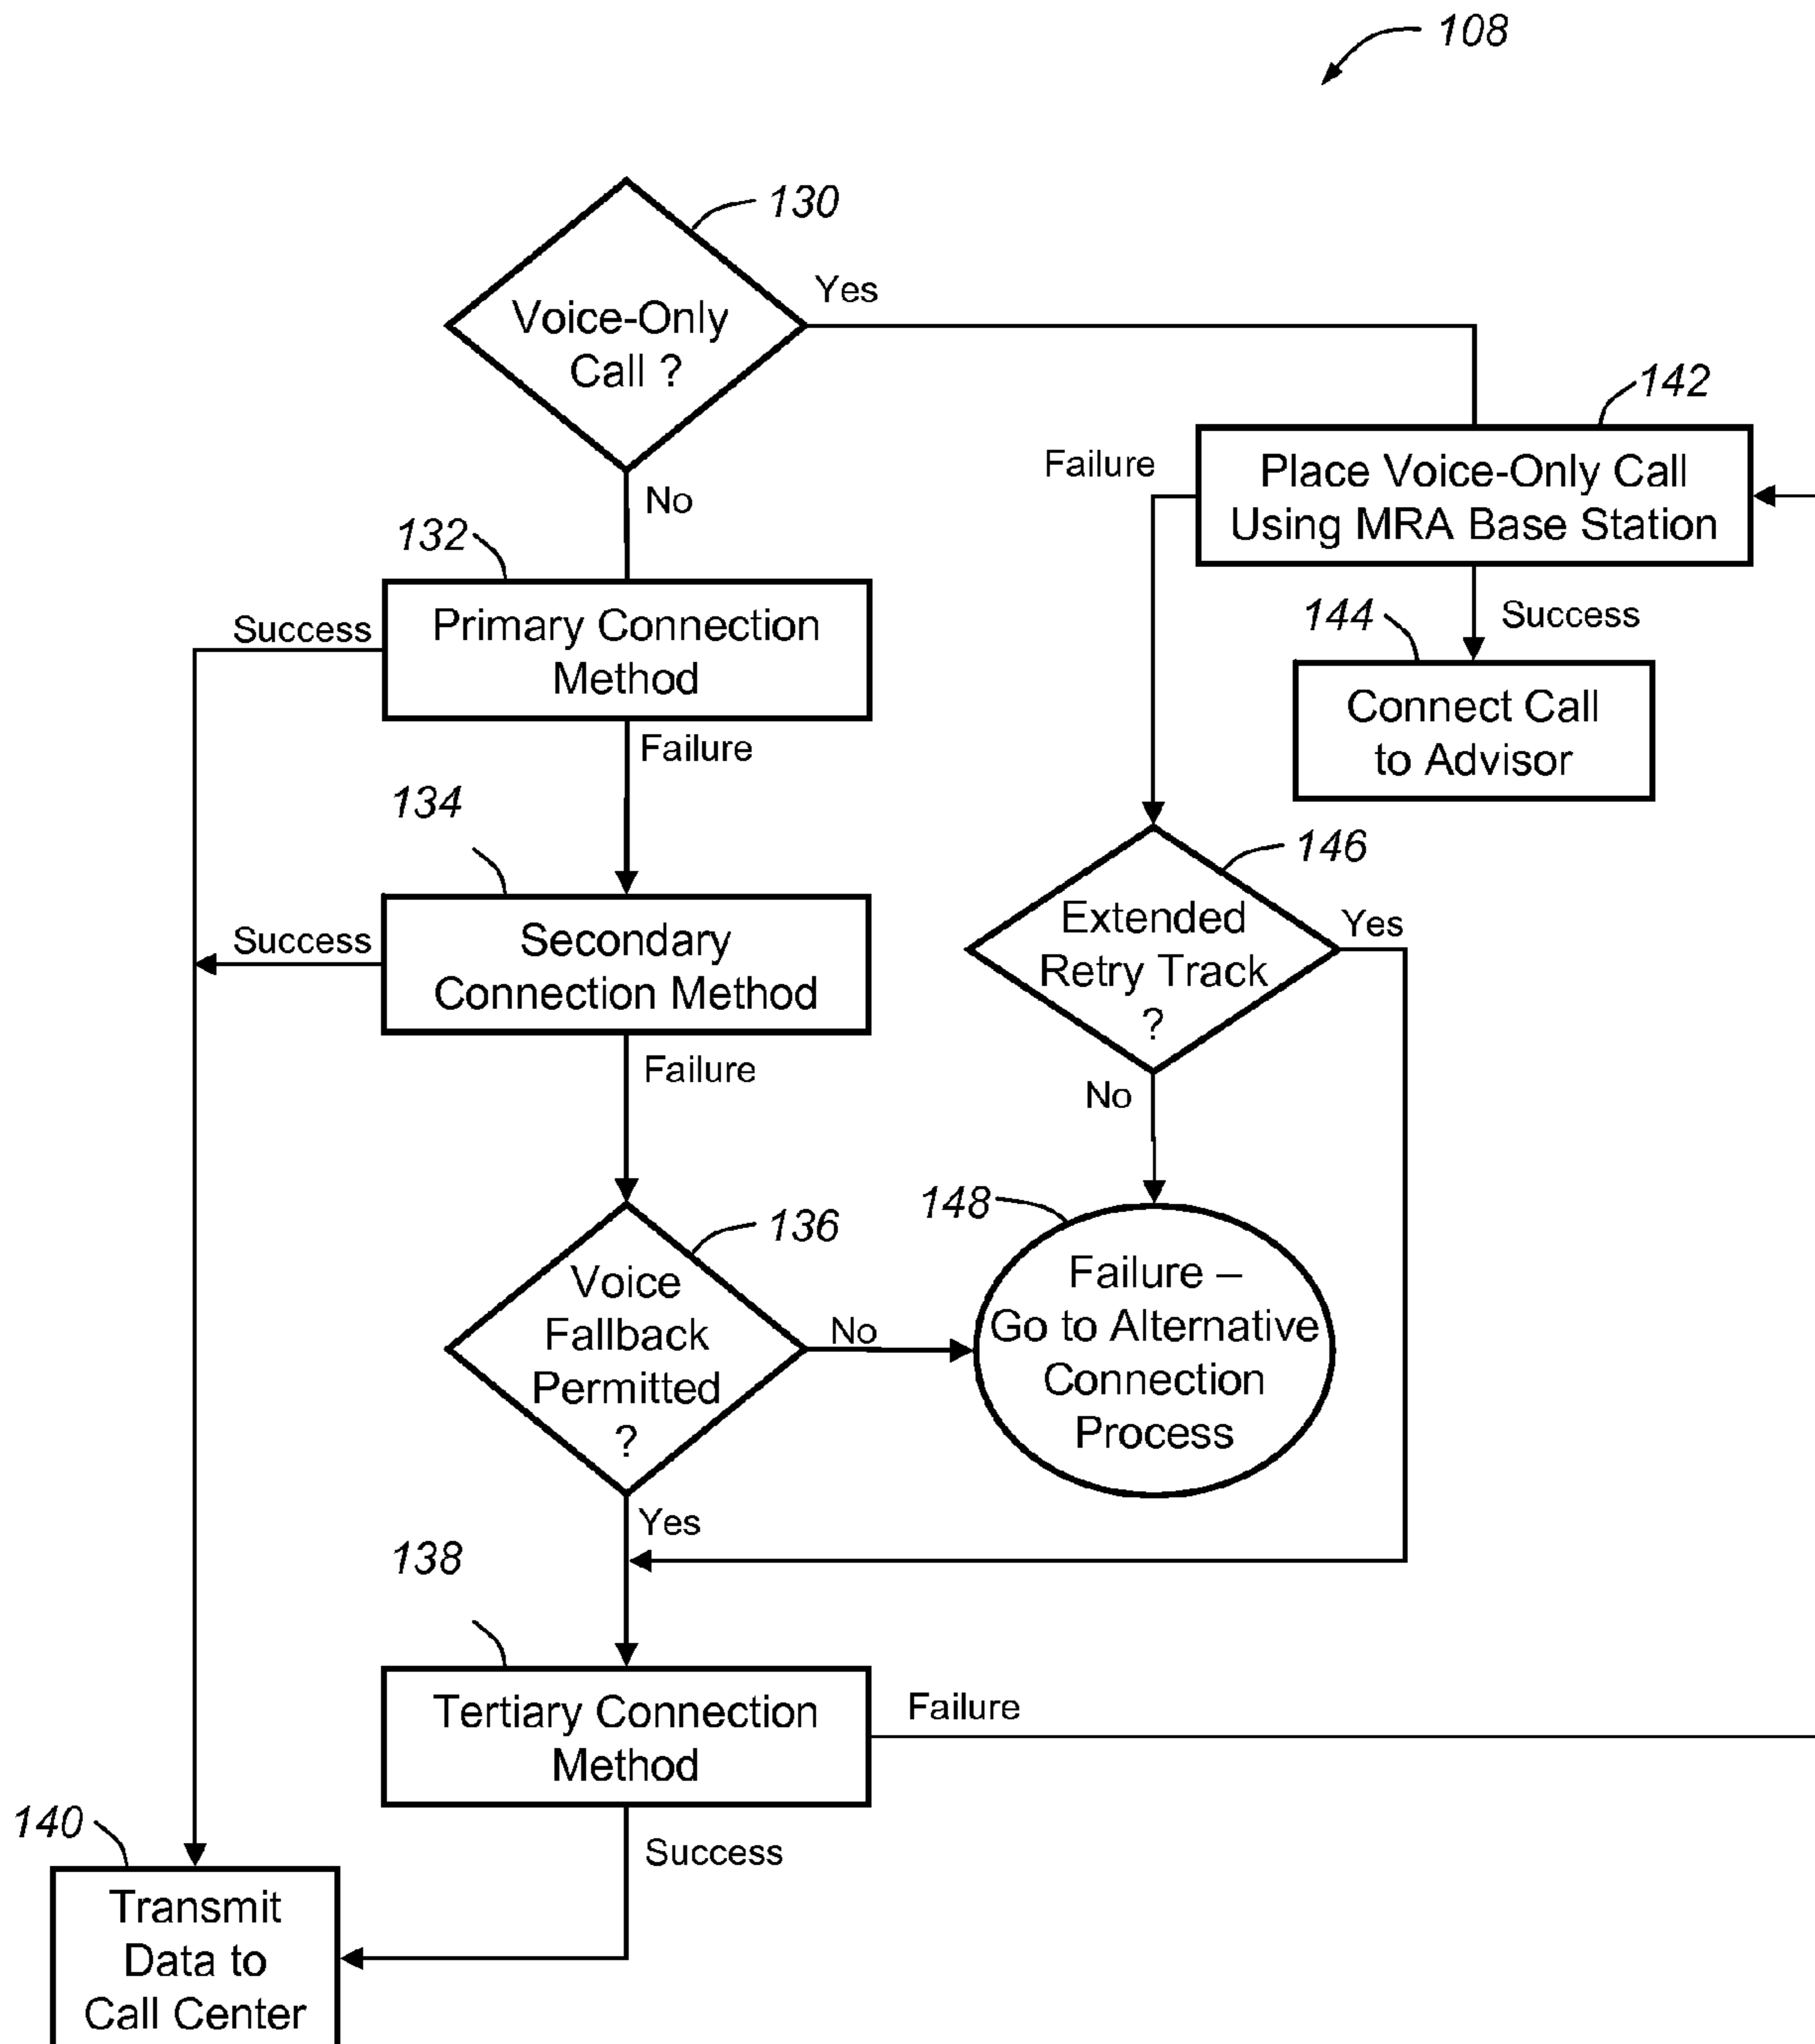 108
130
Voice-Only
Call ?
Yes
No
142
Place Voice-Only Call
Using MRA Base Station
Failure
Success
132
Primary Connection
Method
Success
Failure
144
Connect Call
to Advisor
134
Secondary
Connection Method
Success
Failure
146
Extended
Retry Track
?
Yes
No
136
Voice
Fallback
Permitted
?
No
Yes
148
Failure –
Go to Alternative
Connection
Process
138
Tertiary Connection
Method
Failure
Success
140
Transmit
Data to
Call Center